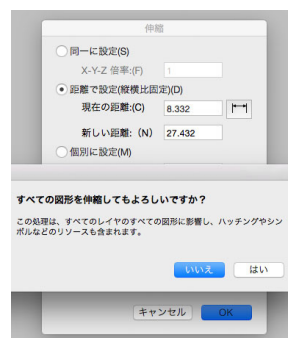 伸縮
同一に設定(S)
X-Y-Z 倍率:(F) 1
距離で設定(縦横比固定)(D)
現在の距離:(C) 8.332
新しい距離:（N） 27.432
個別に設定(M)
すべての図形を伸縮してもよろしいですか？
この処理は、すべてのレイヤのすべての図形に影響し、ハッチングやシン
ボルなどのリソースも含まれます。
いいえ はい
キャンセル OK